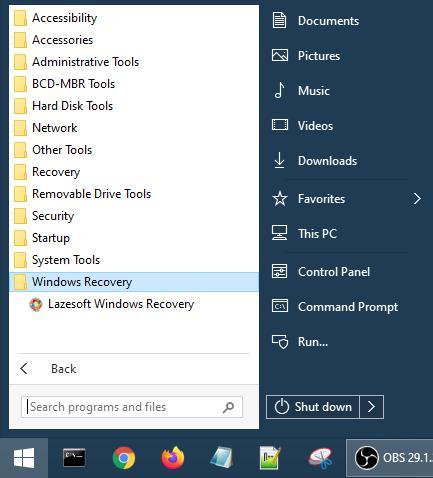 Accessibility
Accessories
Administrative Tools
BCD-MBR Tools
Hard Disk Tools
Network
Other Tools
Recovery
Removable Drive Tools
Security
Startup
System Tools
Windows Recovery
Lazesoft Windows Recovery
Back
Search programs and files
Documents
Pictures
Music
Videos
Downloads
Favorites
This PC
Control Panel
Command Prompt
Run...
Shut down
OBS 29.1...